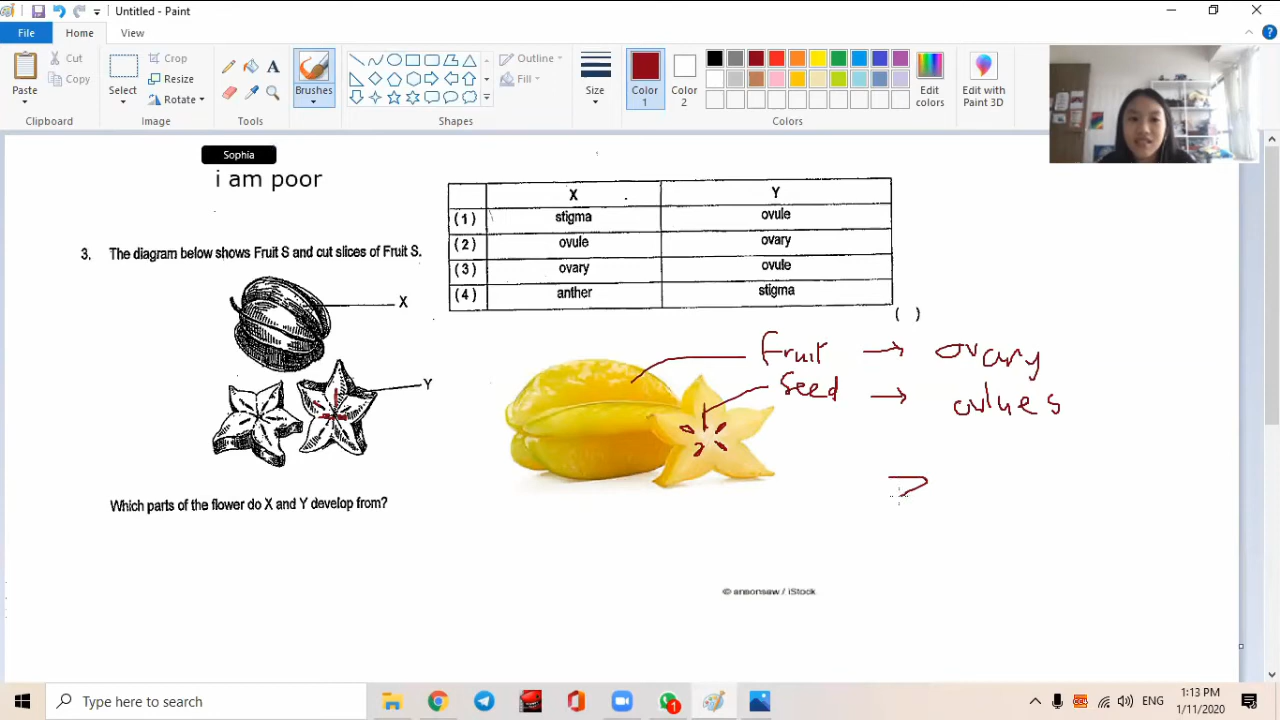 Untitled - Paint
File
Home
View
Paste
Cut
Copy
Clipboard
Select
Crop
Resize
Rotate
Image
A
Tools
Brushes
Outline
Fill
Shapes
Size
Color 1
Color 2
Edit colors
Edit with Paint 3D
Colors
Sophia
i am poor
3. The diagram below shows Fruit S and cut slices of Fruit S.
X
Y
Which parts of the flower do X and Y develop from?
X Y
(1) stigma ovule
(2) ovule ovary
(3) ovary ovule
(4) anther stigma
( )
fruit → ovary
Seed → ovlues
© ansonsaw / iStock
Type here to search
1
ENG
1:13 PM
1/11/2020